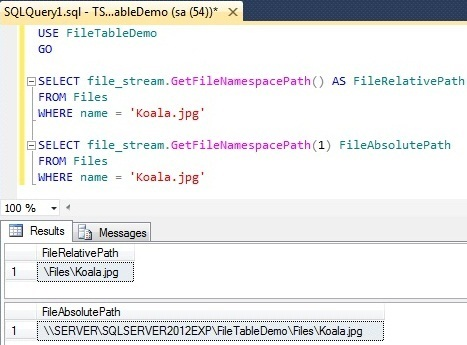 SQLQuery1.sql - TS...ableDemo (sa (54))* ×
USE FileTableDemo
GO
SELECT file_stream.GetFileNamespacePath() AS FileRelativePath
FROM Files
WHERE name = 'Koala.jpg'
SELECT file_stream.GetFileNamespacePath(1) FileAbsolutePath
FROM Files
WHERE name = 'Koala.jpg'
100 %
Results Messages
FileRelativePath
1 \Files\Koala.jpg
FileAbsolutePath
1 \\SERVER\SQLSERVER2012EXP\FileTableDemo\Files\Koala.jpg